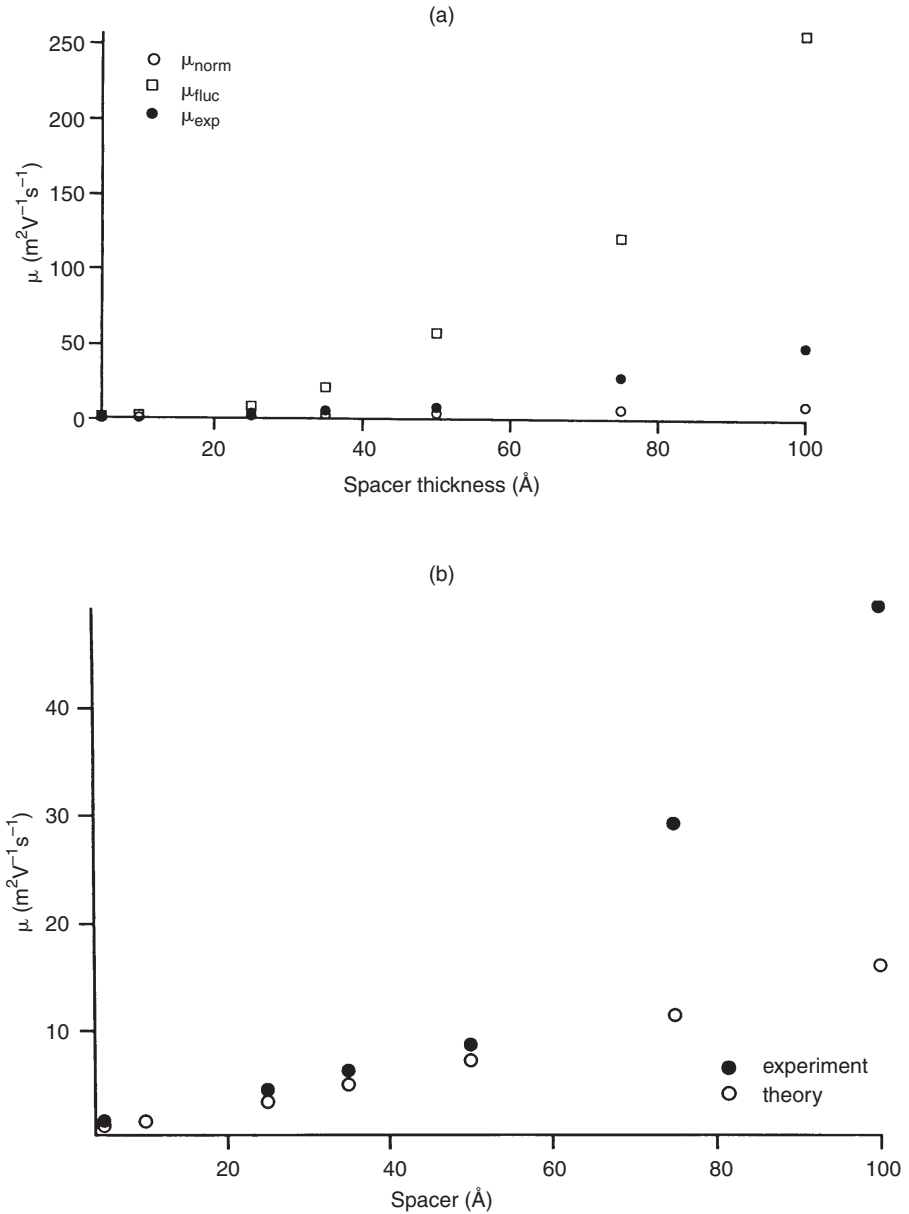 (a)
250
200
150
100
50
0
μ (m²V⁻¹s⁻¹)
μnorm
μfluc
μexp
20
40
60
80
100
Spacer thickness (Å)
(b)
40
30
20
10
μ (m²V⁻¹s⁻¹)
experiment
theory
20
40
60
80
100
Spacer (Å)